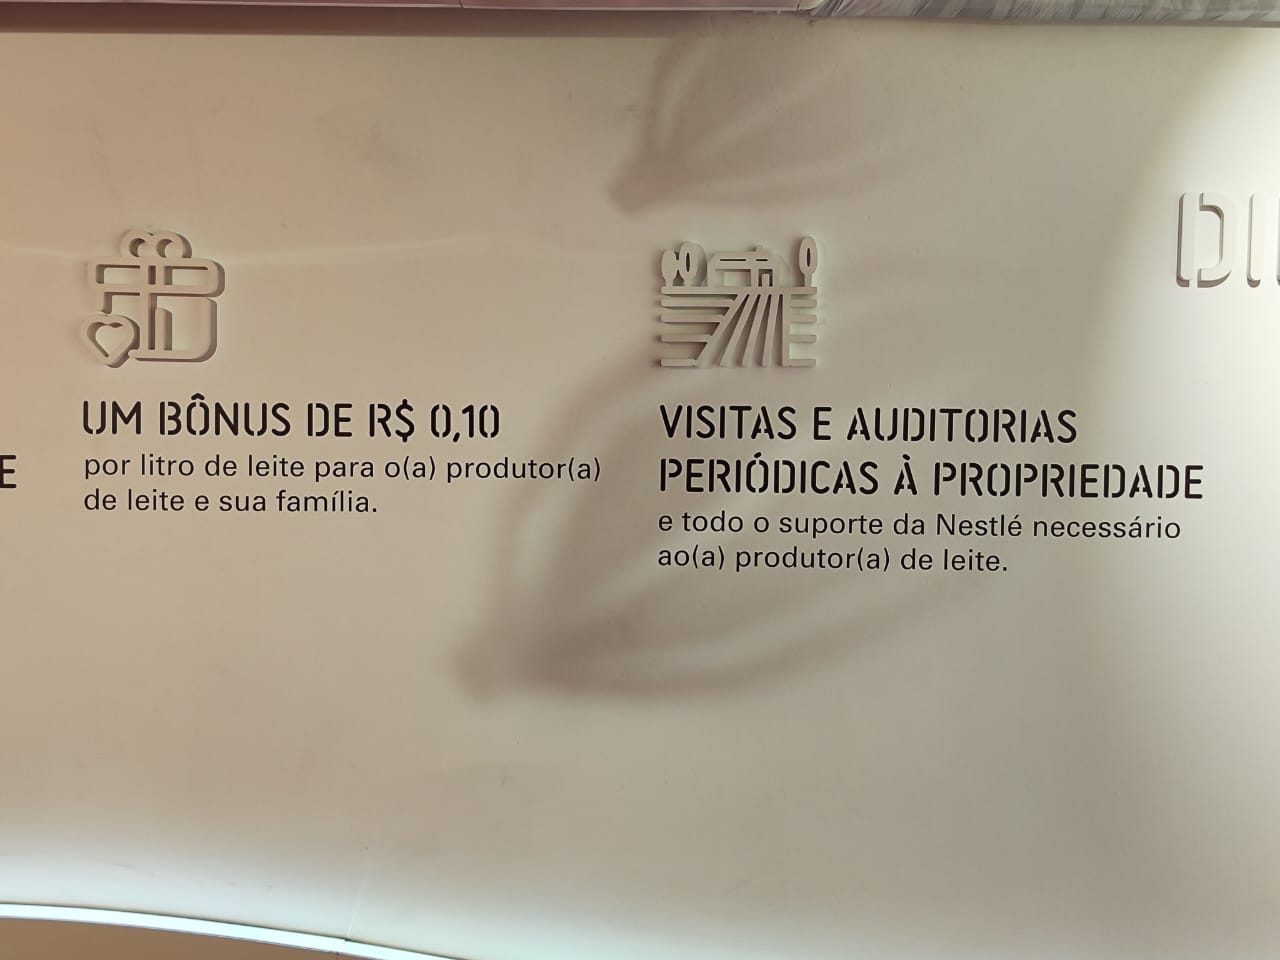 UM BÔNUS DE R$ 0,10
por litro de leite para o(a) produtor(a)
de leite e sua família.
VISITAS E AUDITORIAS
PERIÓDICAS À PROPRIEDADE
e todo o suporte da Nestlé necessário
ao(a) produtor(a) de leite.